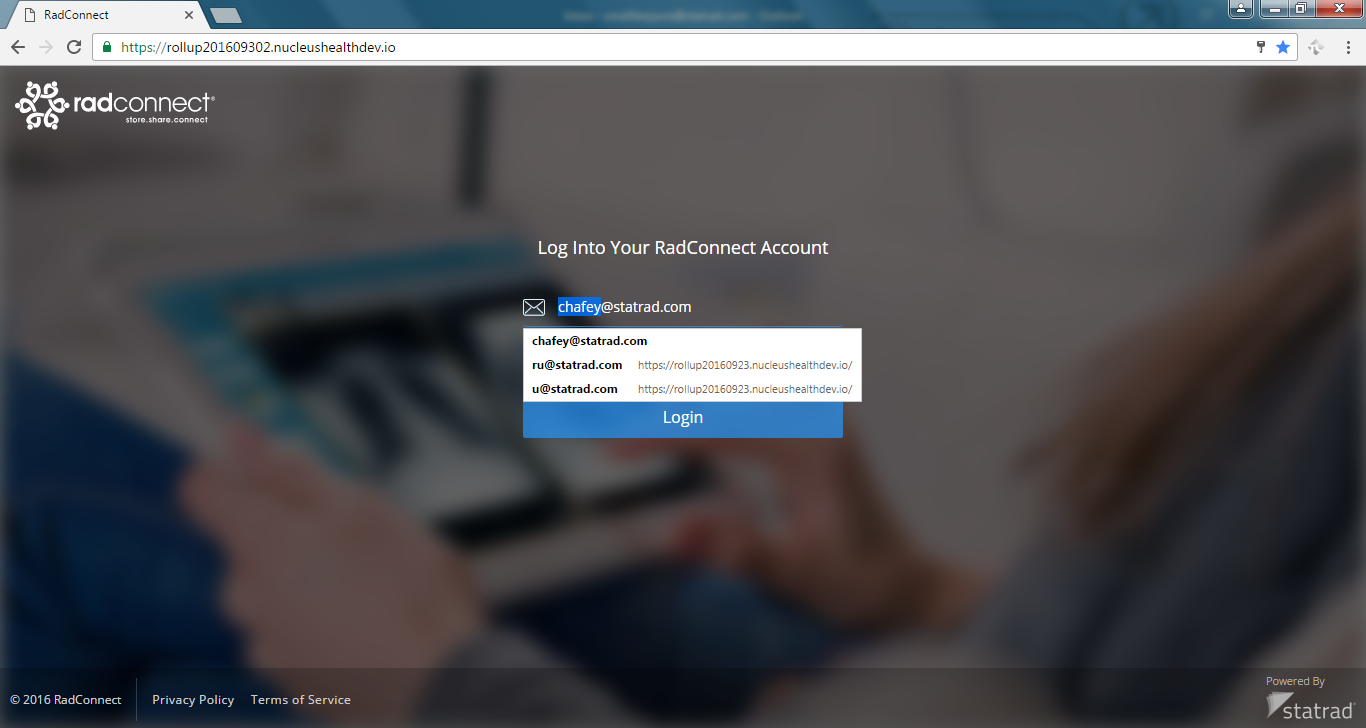 RadConnect
https://rollup201609302.nucleushealthdev.io
radconnect®
store.share.connect
Log Into Your RadConnect Account
chafey@statrad.com
chafey@statrad.com
ru@statrad.com https://rollup20160923.nucleushealthdev.io/
u@statrad.com https://rollup20160923.nucleushealthdev.io/
Login
© 2016 RadConnect Privacy Policy Terms of Service
Powered By
statrad